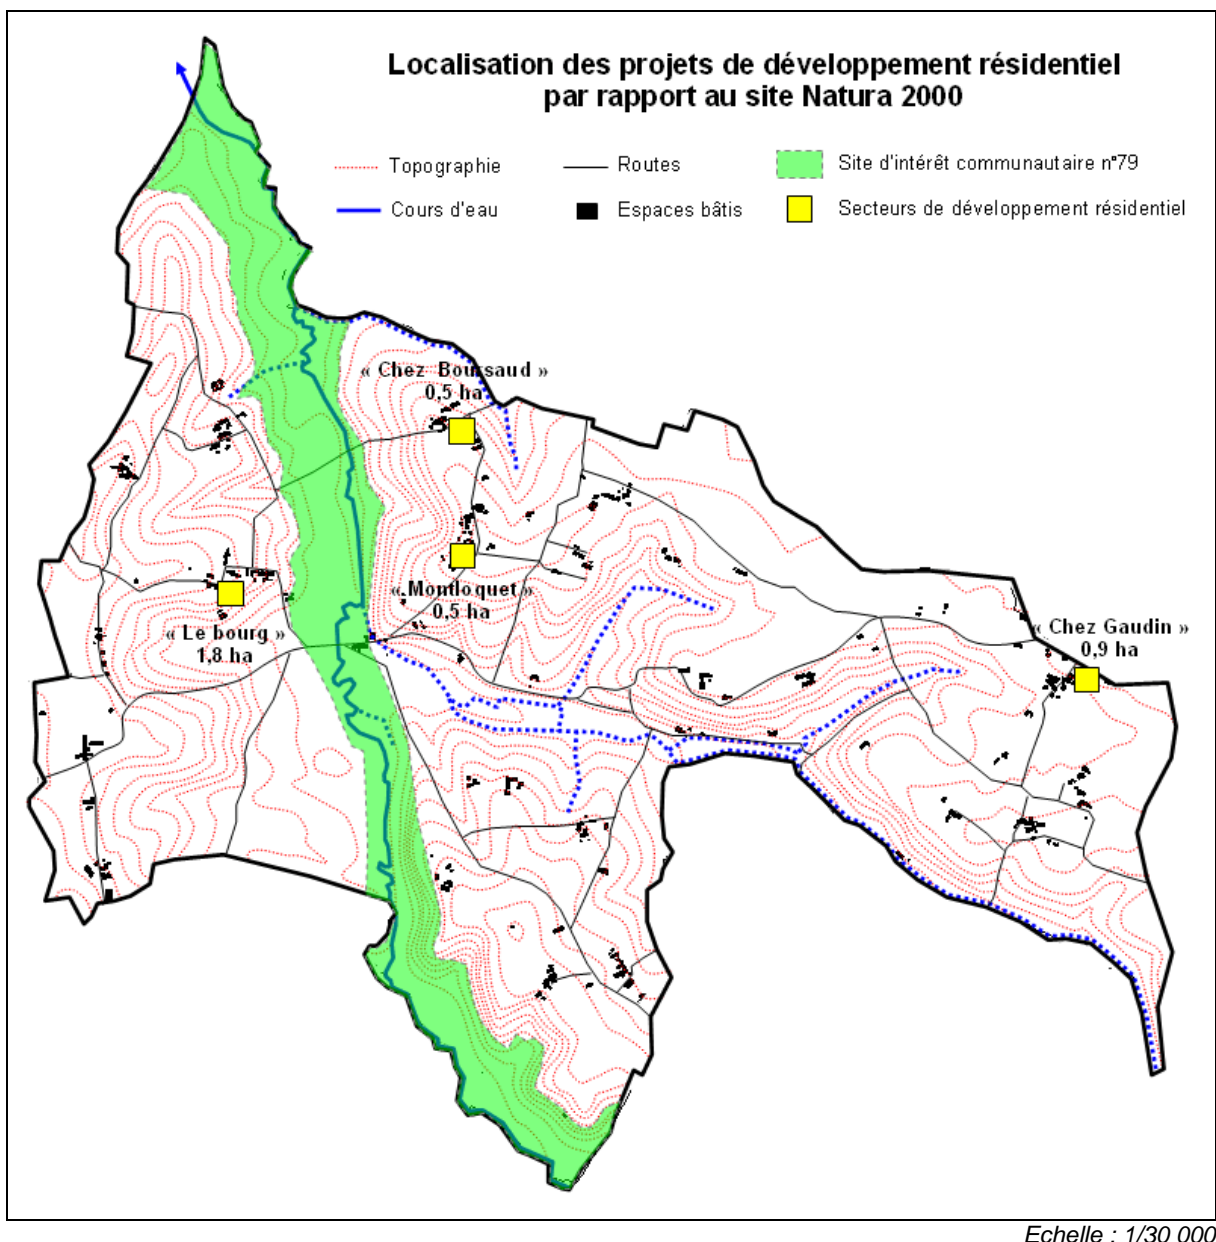 Localisation des projets de développement résidentiel
par rapport au site Natura 2000
Topographie
Routes
Site d'intérêt communautaire n°79
Cours d'eau
Espaces bâtis
Secteurs de développement résidentiel
« Chez Boursaud »
0,5 ha
« Montloquet »
0,5 ha
« Le bourg »
1,8 ha
« Chez Gaudin »
0,9 ha
Echelle : 1/30 000